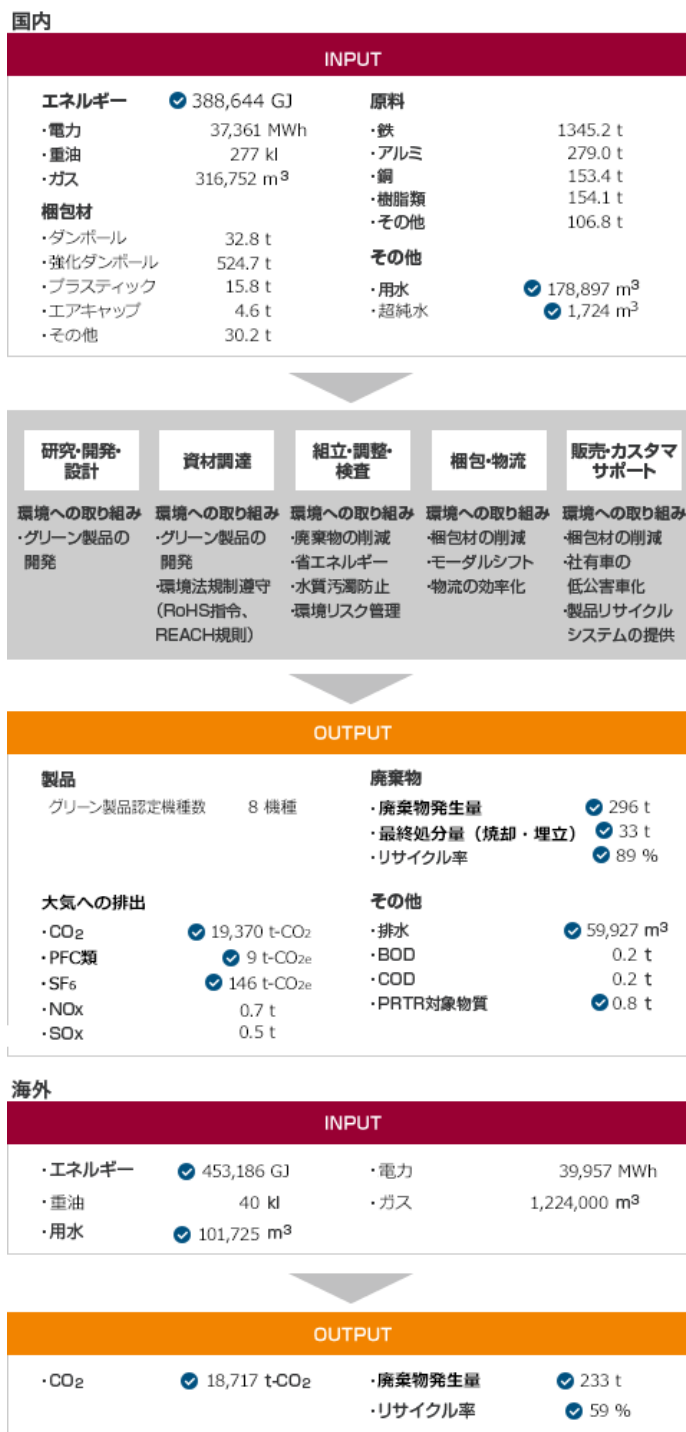 国内
INPUT
エネルギー 388,644 GJ
・電力 37,361 MWh
・重油 277 kl
・ガス 316,752 m³
梱包材
・ダンボール 32.8 t
・強化ダンボール 524.7 t
・プラスティック 15.8 t
・エアキャップ 4.6 t
・その他 30.2 t
原料
・鉄 1345.2 t
・アルミ 279.0 t
・銅 153.4 t
・樹脂類 154.1 t
・その他 106.8 t
その他
・用水 178,897 m³
・超純水 1,724 m³
研究・開発・
設計
環境への取り組み
・グリーン製品の
開発
資材調達
環境への取り組み
・グリーン製品の
開発
・環境法規制遵守
(RoHS指令、
REACH規則)
組立・調整・
検査
環境への取り組み
・廃棄物の削減
・省エネルギー
・水質汚濁防止
・環境リスク管理
梱包・物流
環境への取り組み
・梱包材の削減
・モーダルシフト
・物流の効率化
販売・カスタマ
サポート
環境への取り組み
・梱包材の削減
・社有車の
低公害車化
・製品リサイクル
システムの提供
OUTPUT
製品
グリーン製品認定機種数 8 機種
大気への排出
・CO₂ 19,370 t-CO₂
・PFC類 9 t-CO₂e
・SF₆ 146 t-CO₂e
・NOx 0.7 t
・SOx 0.5 t
廃棄物
・廃棄物発生量 296 t
・最終処分量（焼却・埋立） 33 t
・リサイクル率 89 %
その他
・排水 59,927 m³
・BOD 0.2 t
・COD 0.2 t
・PRTR対象物質 0.8 t
海外
INPUT
・エネルギー 453,186 GJ
・電力 39,957 MWh
・重油 40 kl
・ガス 1,224,000 m³
・用水 101,725 m³
OUTPUT
・CO₂ 18,717 t-CO₂
・廃棄物発生量 233 t
・リサイクル率 59 %